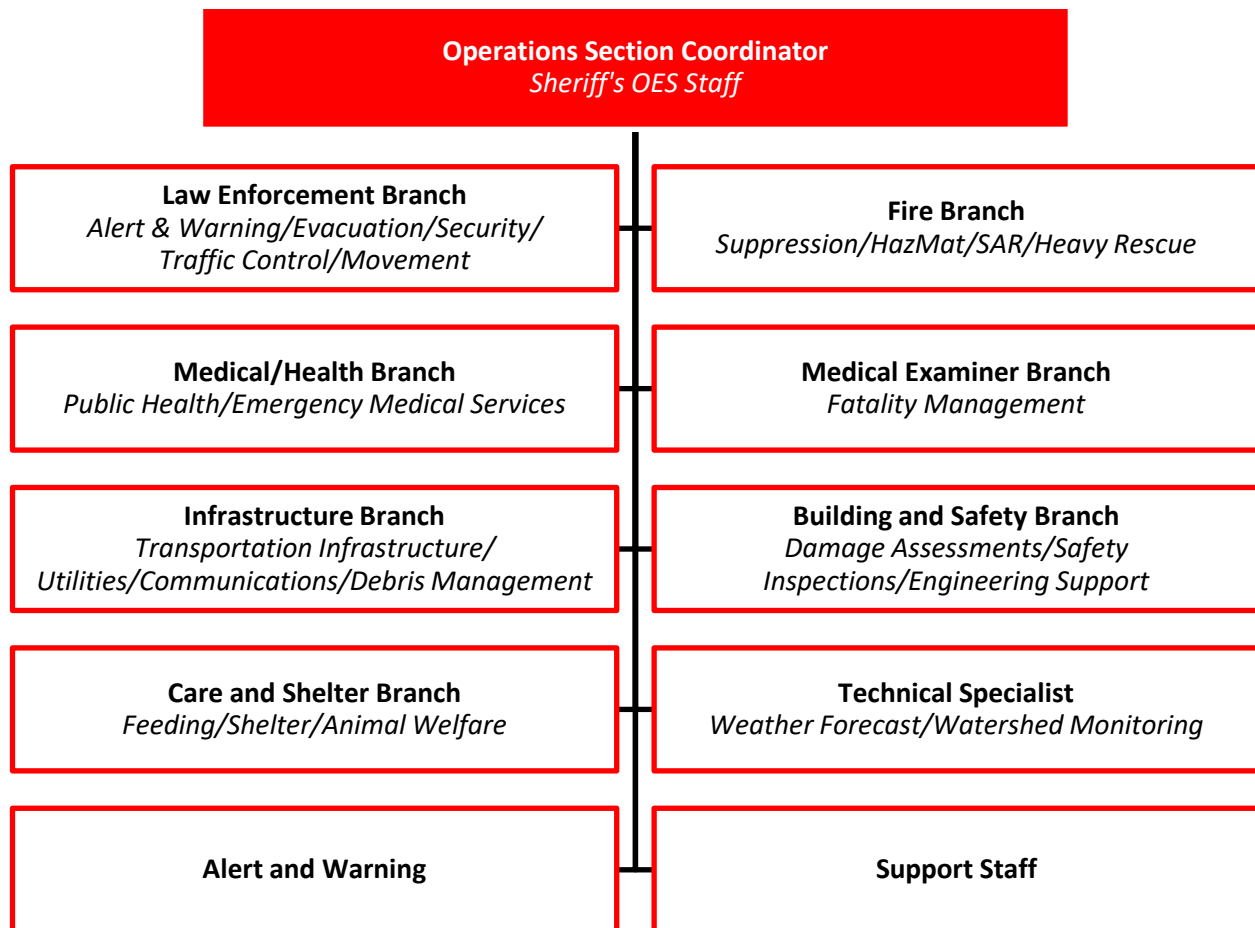 Operations Section Coordinator
Sheriff's OES Staff
Law Enforcement Branch
Alert & Warning/Evacuation/Security/
Traffic Control/Movement
Fire Branch
Suppression/HazMat/SAR/Heavy Rescue
Medical/Health Branch
Public Health/Emergency Medical Services
Medical Examiner Branch
Fatality Management
Infrastructure Branch
Transportation Infrastructure/
Utilities/Communications/Debris Management
Building and Safety Branch
Damage Assessments/Safety
Inspections/Engineering Support
Care and Shelter Branch
Feeding/Shelter/Animal Welfare
Technical Specialist
Weather Forecast/Watershed Monitoring
Alert and Warning
Support Staff